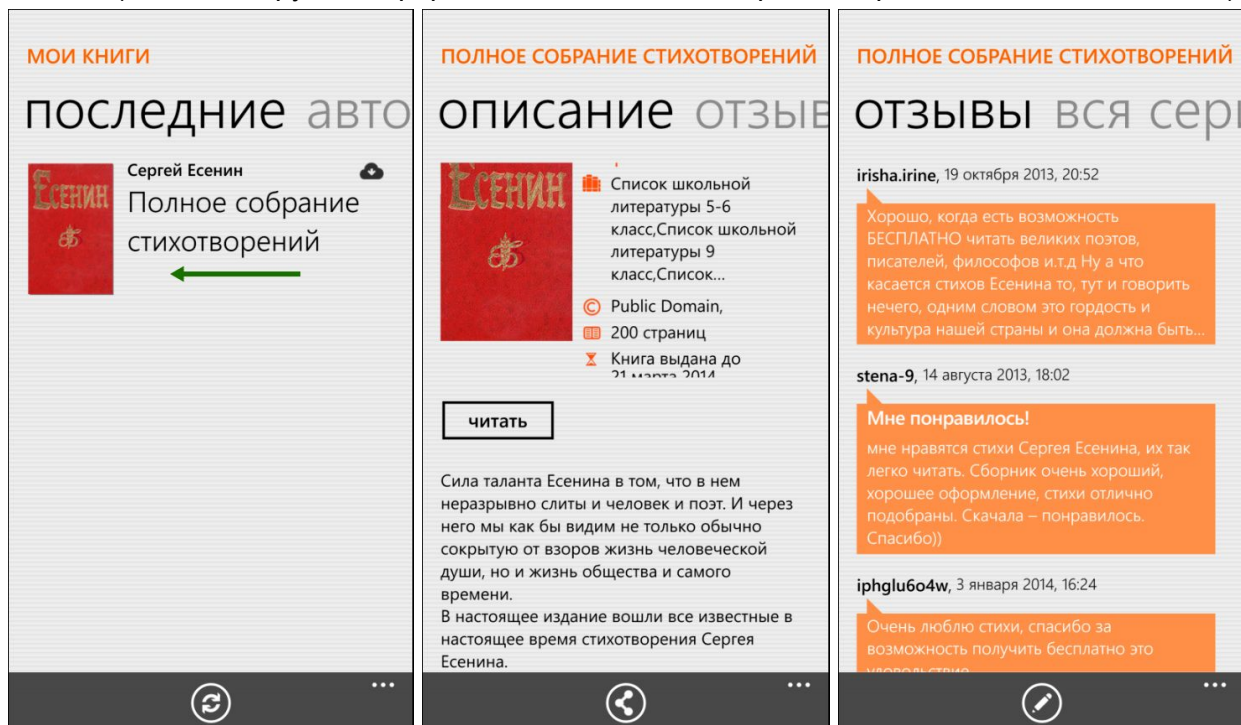 МОИ КНИГИ
последние авто
Есенин
Сергей Есенин
Полное собрание
стихотворений
ПОЛНОЕ СОБРАНИЕ СТИХОТВОРЕНИЙ
описание отзыв
Есенин
Список школьной
литературы 5-6
класс,Список школьной
литературы 9
класс,Список...
Public Domain,
200 страниц
Книга выдана до
21 марта 2014
читать
Сила таланта Есенина в том, что в нем
неразрывно слиты и человек и поэт. И через
него мы как бы видим не только обычно
сокрытую от взоров жизнь человеческой
души, но и жизнь общества и самого
времени.
В настоящее издание вошли все известные в
настоящее время стихотворения Сергея
Есенина.
ПОЛНОЕ СОБРАНИЕ СТИХОТВОРЕНИЙ
отзывы вся сери
irisha.irine, 19 октября 2013, 20:52
Хорошо, когда есть возможность
БЕСПЛАТНО читать великих поэтов,
писателей, философов и.т.д Ну а что
касается стихов Есенина то, тут и говорить
нечего, одним словом это гордость и
культура нашей страны и она должна быть...
stena-9, 14 августа 2013, 18:02
Мне понравилось!
мне нравятся стихи Сергея Есенина, их так
легко читать. Сборник очень хороший,
хорошее оформление, стихи отлично
подобраны. Скачала – понравилось.
Спасибо))
iphglu6o4w, 3 января 2014, 16:24
Очень люблю стихи, спасибо за
возможность получить бесплатно это
удовольствие